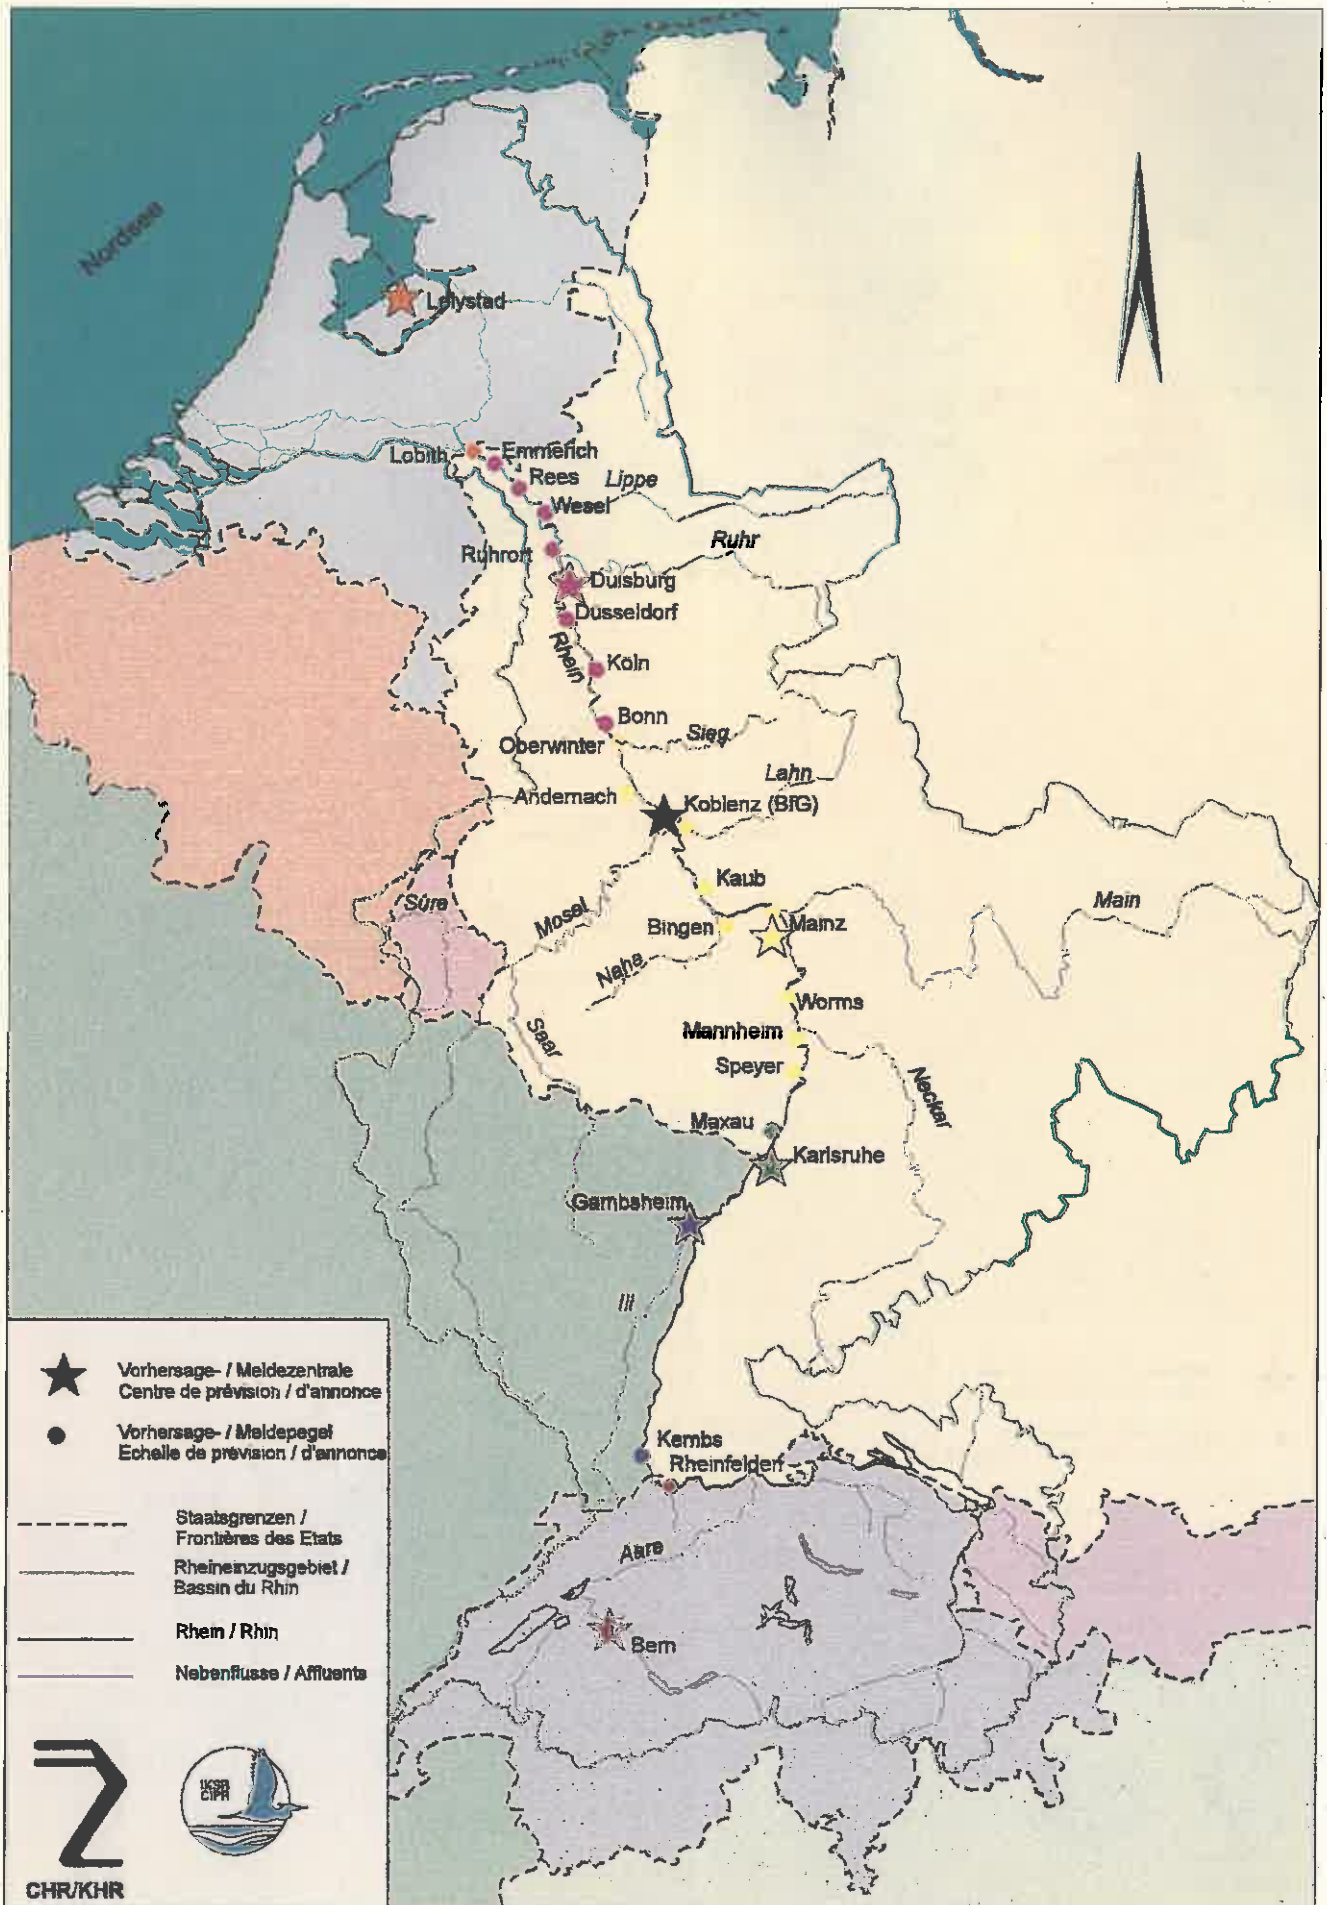 Nordsee
Lelystad
Lobith
Emmerich
Rees
Lippe
Wesel
Ruhrort
Ruhr
Duisburg
Dusseldorf
Rhein
Köln
Bonn
Sieg
Oberwinter
Lahn
Andernach
Koblenz (BfG)
Kaub
Sûre
Mosel
Main
Bingen
Mainz
Nahe
Worms
Saar
Mannheim
Speyer
Neckar
Maxau
Karlsruhe
Gambsheim
Ill
Kembs
Rheinfelden
Aare
Bern
Vorhersage- / Meldezentrale
Centre de prévision / d'annonce
Vorhersage- / Meldepegel
Echelle de prévision / d'annonce
Staatsgrenzen /
Frontières des Etats
Rheineinzugsgebiet /
Bassin du Rhin
Rhein / Rhin
Nebenflusse / Affluents
IKSR
CIPR
CHR/KHR